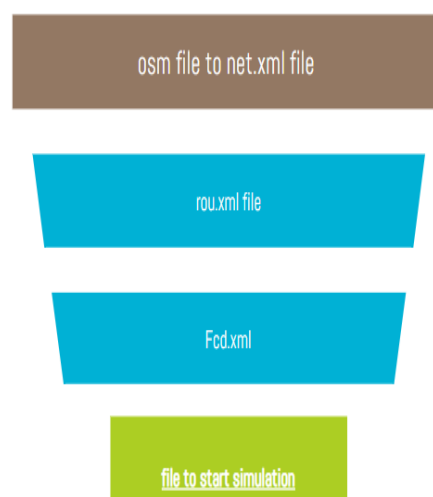 osm file to net.xml file
rou.xml file
Fcd.xml
file to start simulation